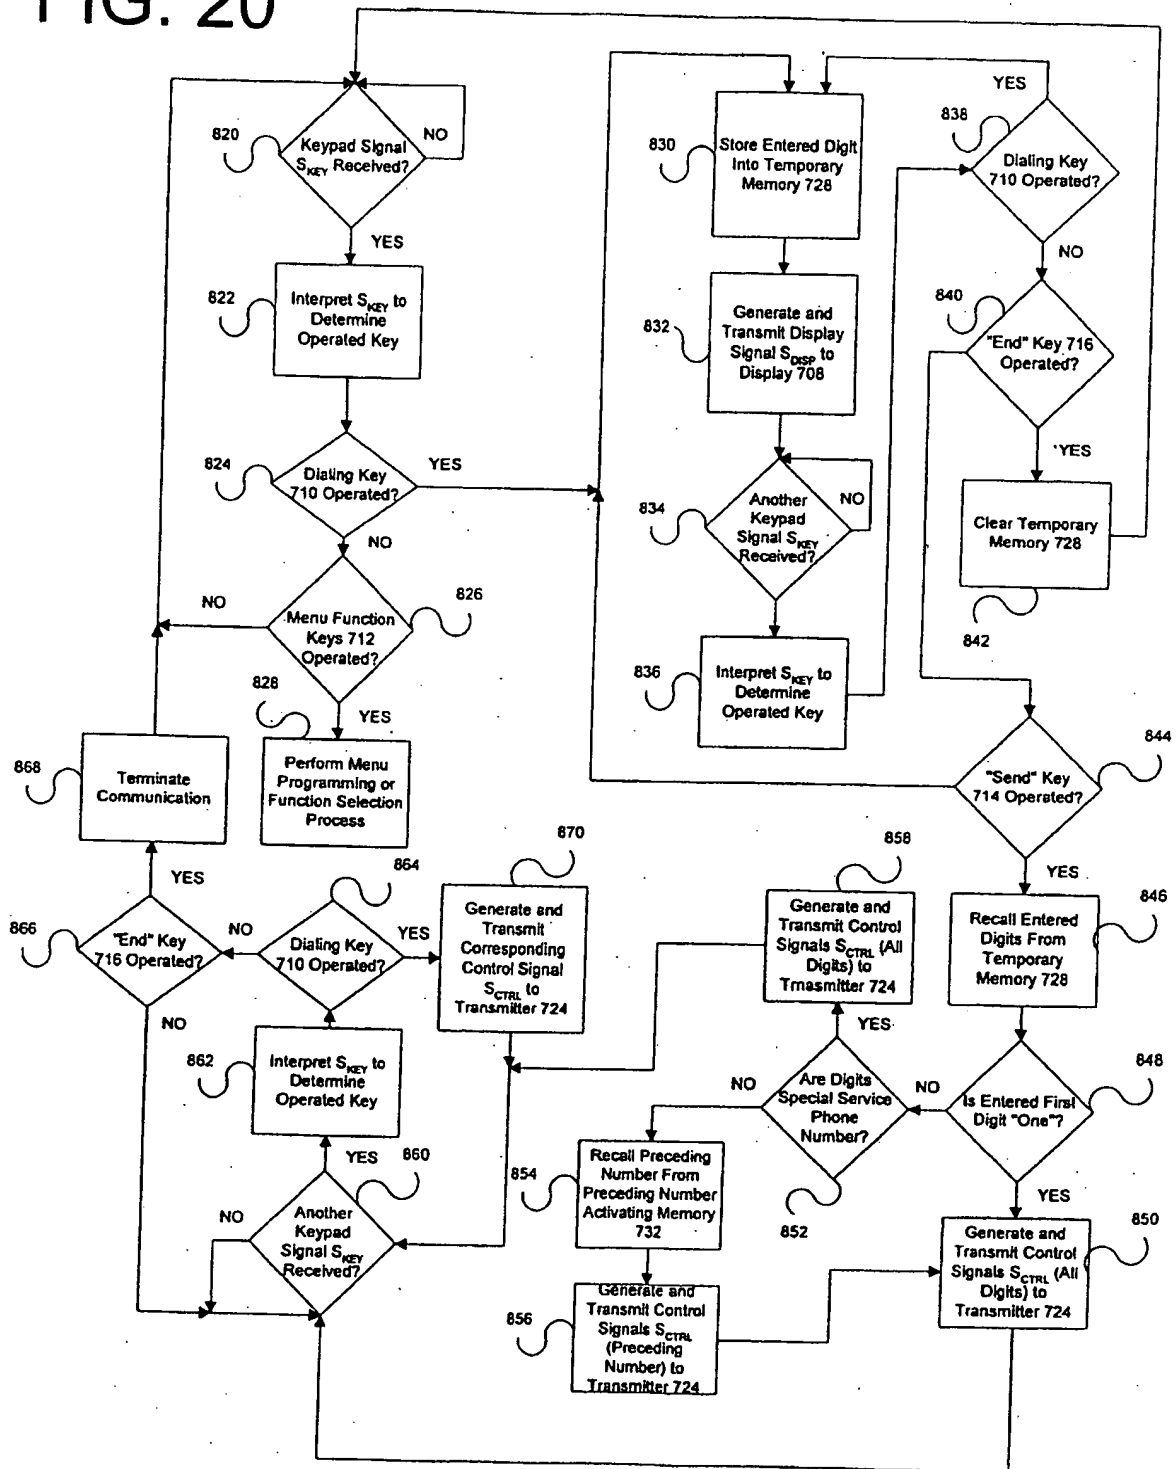 FIG. 20
820
Keypad Signal
SKEY Received?
NO
YES
822
Interpret SKEY to
Determine
Operated Key
824
Dialing Key
710 Operated?
YES
NO
826
Menu Function
Keys 712
Operated?
NO
YES
828
Perform Menu
Programming or
Function Selection
Process
830
Store Entered Digit
Into Temporary
Memory 728
832
Generate and
Transmit Display
Signal SDISP to
Display 708
834
Another
Keypad
Signal SKEY
Received?
NO
836
Interpret SKEY to
Determine
Operated Key
838
Dialing Key
710 Operated?
YES
NO
840
"End" Key 716
Operated?
YES
Clear Temporary
Memory 728
842
844
"Send" Key
714 Operated?
YES
846
Recall Entered
Digits From
Temporary
Memory 728
848
Is Entered First
Digit "One"?
NO
YES
850
Generate and
Transmit Control
Signals SCTRL (All
Digits) to
Transmitter 724
852
Are Digits
Special Service
Phone
Number?
NO
YES
858
Generate and
Transmit Control
Signals SCTRL (All
Digits) to
Trnasmitter 724
854
Recall Preceding
Number From
Preceding Number
Activating Memory
732
856
Generate and
Transmit Control
Signals SCTRL
(Preceding
Number) to
Transmitter 724
860
Another
Keypad
Signal SKEY
Received?
NO
YES
862
Interpret SKEY to
Determine
Operated Key
864
Dialing Key
710 Operated?
NO
YES
870
Generate and
Transmit
Corresponding
Control Signal
SCTRL to
Transmitter 724
866
"End" Key
716 Operated?
YES
NO
868
Terminate
Communication